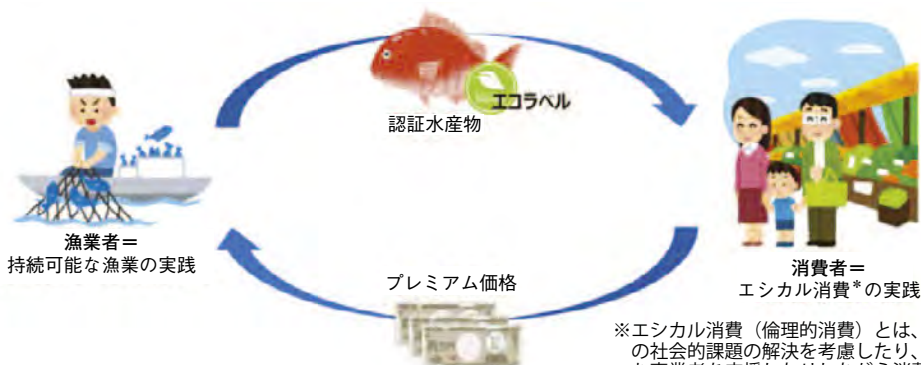 エコラベル
認証水産物
漁業者＝
持続可能な漁業の実践
消費者＝
エシカル消費*の実践
プレミアム価格
※エシカル消費（倫理的消費）とは、
の社会的課題の解決を考慮したり、